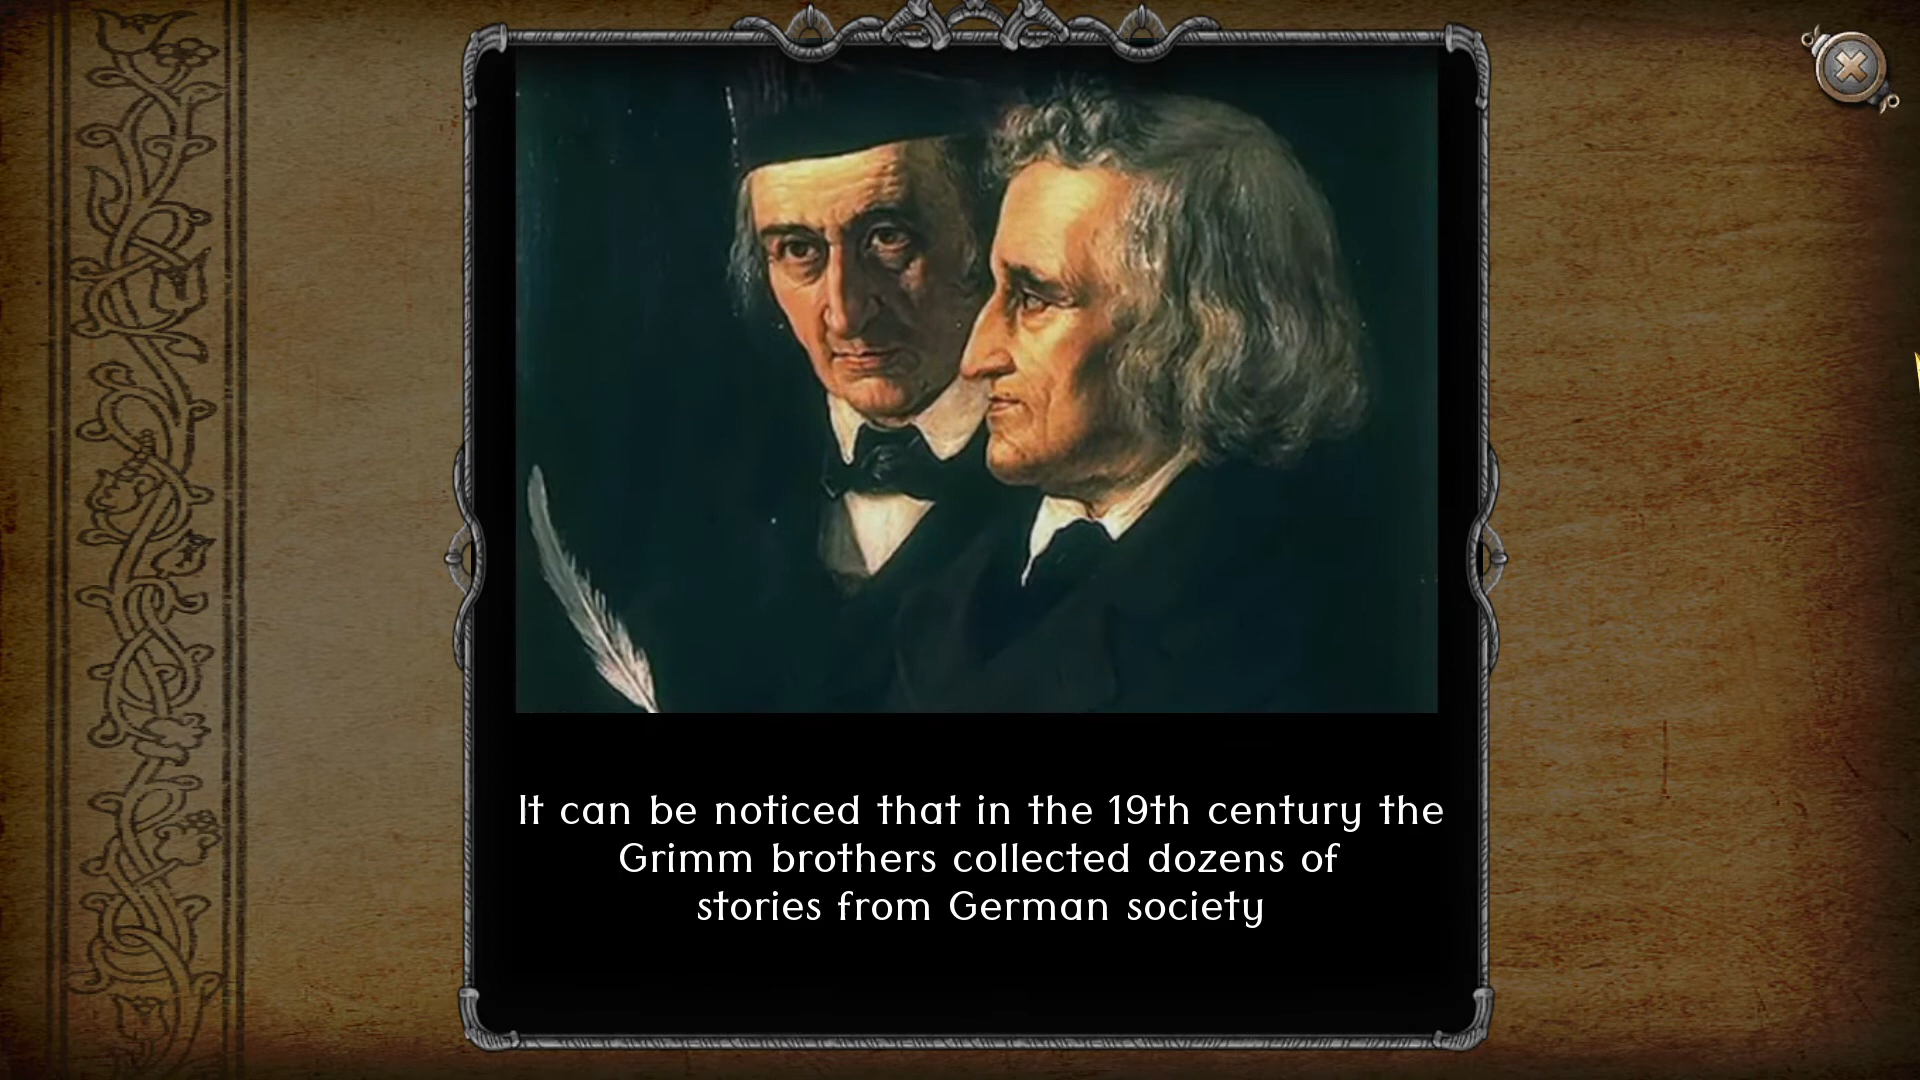 It can be noticed that in the 19th century the
Grimm brothers collected dozens of
stories from German society